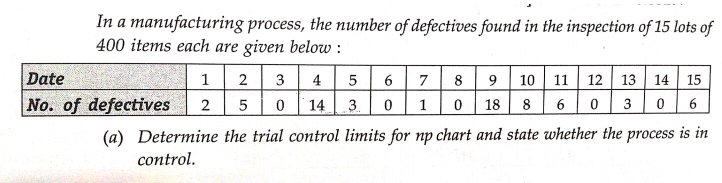 In a manufacturing process, the number of defectives found in the inspection of 15 lots of
400 items each are given below :
Date 1 2 3 4 5 6 7 8 9 10 11 12 13 14 15
No. of defectives 2 5 0 14 3 0 1 0 18 8 6 0 3 0 6
(a) Determine the trial control limits for np chart and state whether the process is in
control.